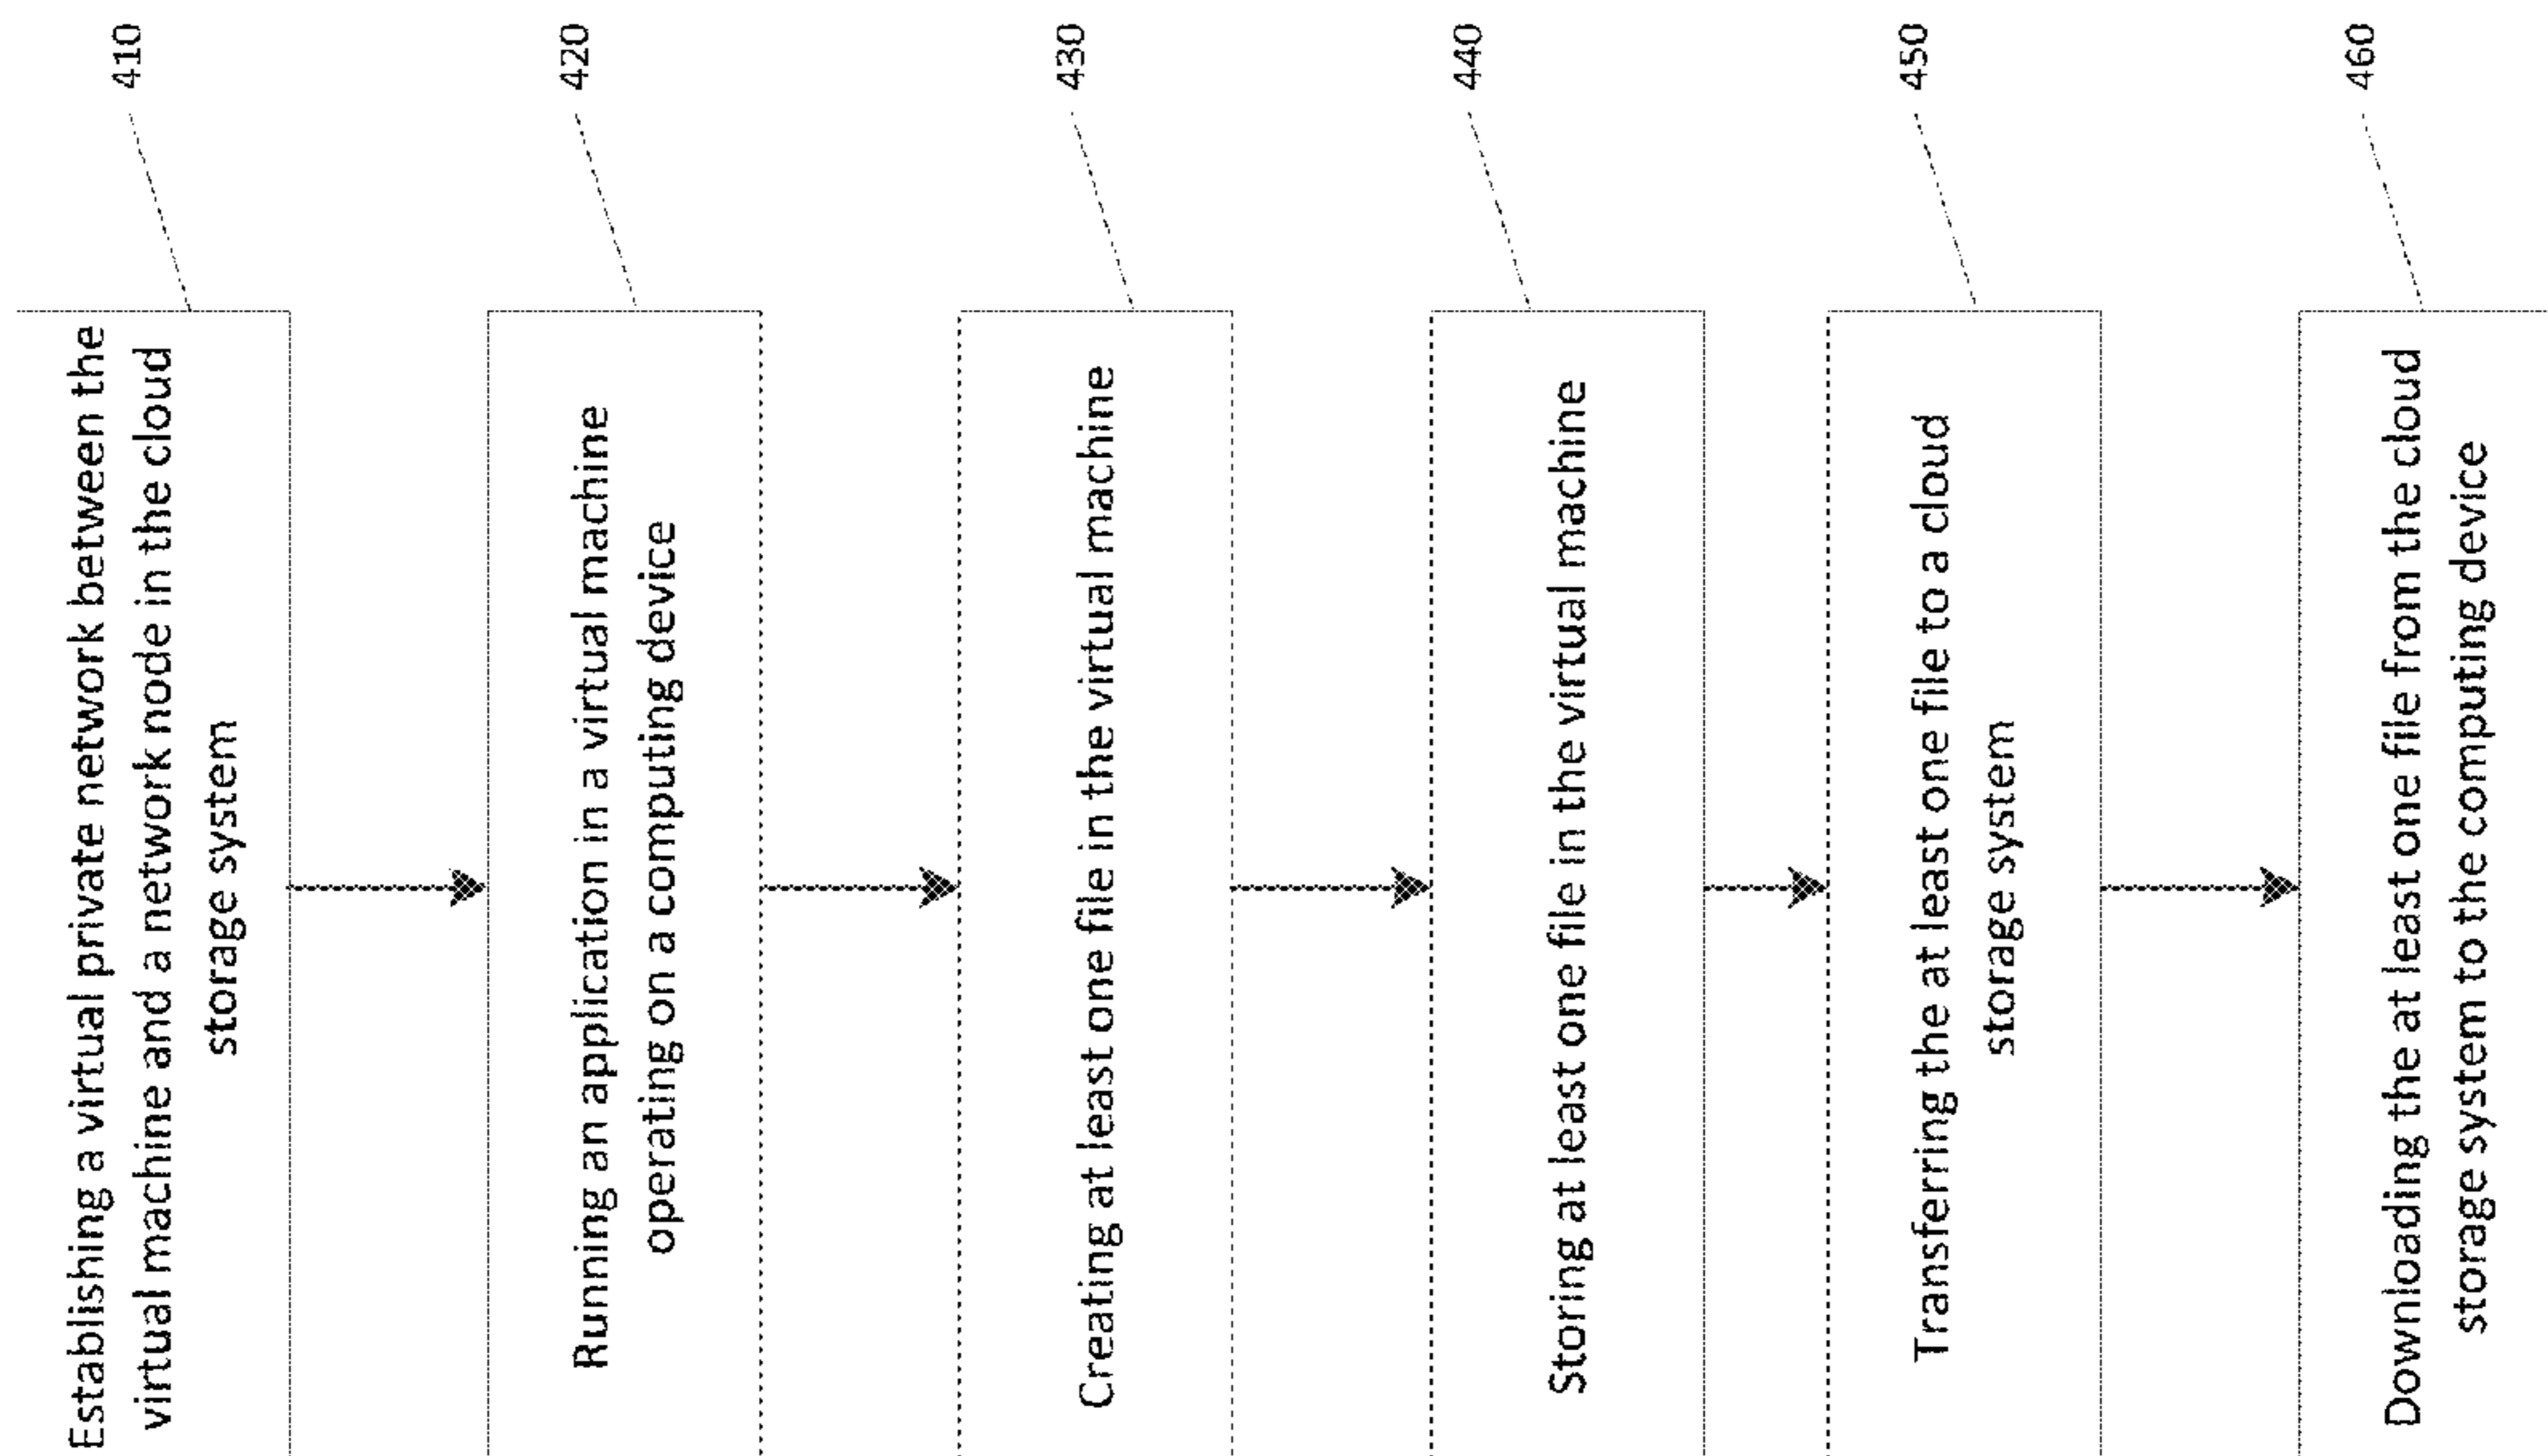 Establishing a virtual private network between the
virtual machine and a network node in the cloud
storage system
410
Running an application in a virtual machine
operating on a computing device
420
Creating at least one file in the virtual machine
430
Storing at least one file in the virtual machine
440
Transferring the at least one file to a cloud
storage system
450
Downloading the at least one file from the cloud
storage system to the computing device
460